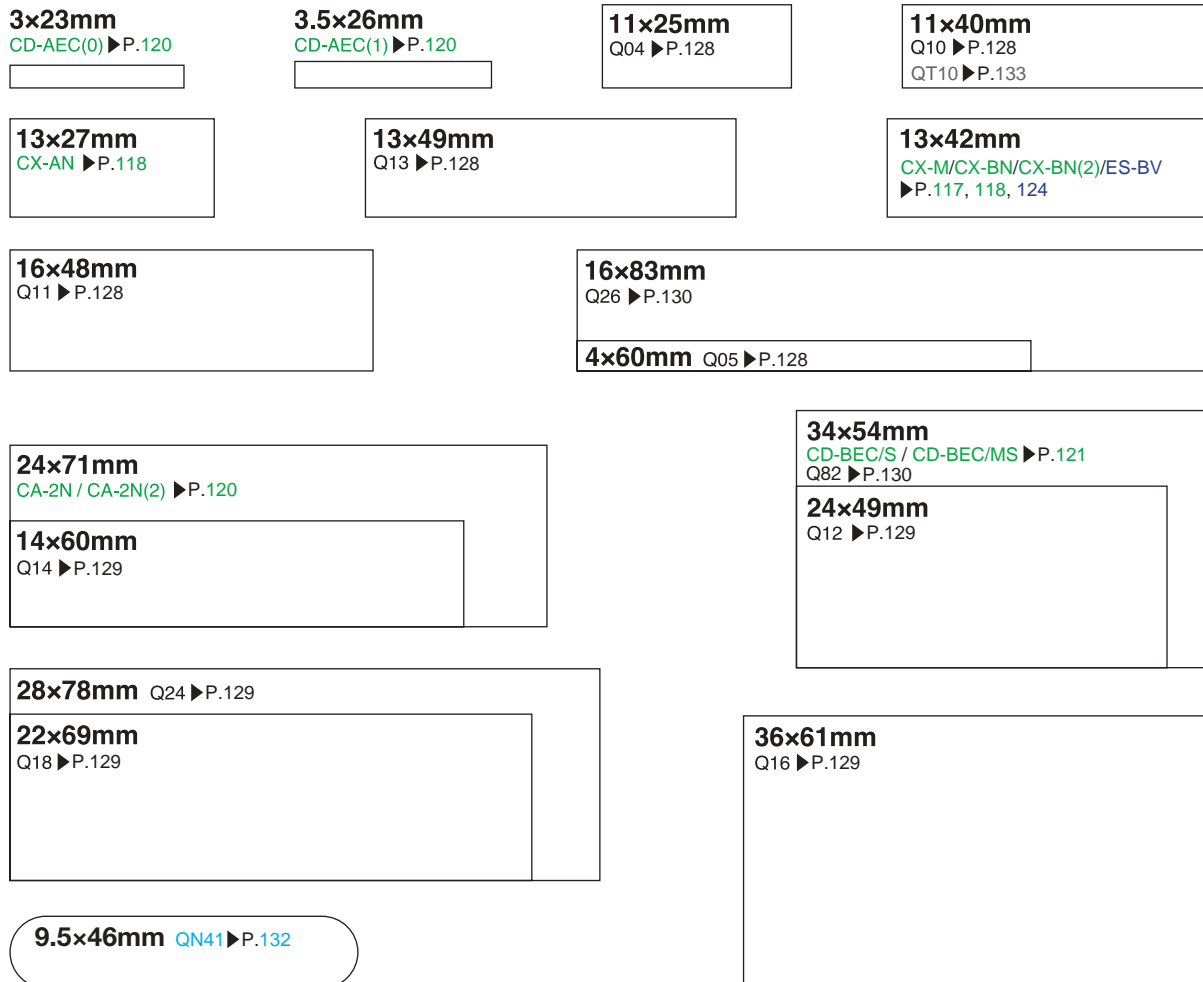 3×23mm
CD-AEC(0) ▶P.120
3.5×26mm
CD-AEC(1) ▶P.120
11×25mm
Q04 ▶P.128
11×40mm
Q10 ▶P.128
QT10 ▶P.133
13×27mm
CX-AN ▶P.118
13×49mm
Q13 ▶P.128
13×42mm
CX-M/CX-BN/CX-BN(2)/ES-BV
▶P.117, 118, 124
16×48mm
Q11 ▶P.128
16×83mm
Q26 ▶P.130
4×60mm Q05 ▶P.128
24×71mm
CA-2N / CA-2N(2) ▶P.120
14×60mm
Q14 ▶P.129
34×54mm
CD-BEC/S / CD-BEC/MS ▶P.121
Q82 ▶P.130
24×49mm
Q12 ▶P.129
28×78mm Q24 ▶P.129
22×69mm
Q18 ▶P.129
36×61mm
Q16 ▶P.129
9.5×46mm QN41▶P.132